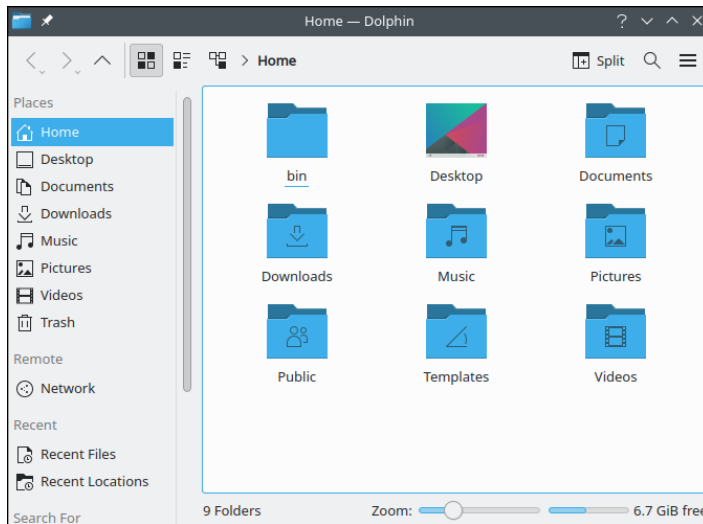 Home — Dolphin
> Home
Split
Places
Home
Desktop
Documents
Downloads
Music
Pictures
Videos
Trash
Remote
Network
Recent
Recent Files
Recent Locations
Search For
bin
Desktop
Documents
Downloads
Music
Pictures
Public
Templates
Videos
9 Folders
Zoom:
6.7 GiB free